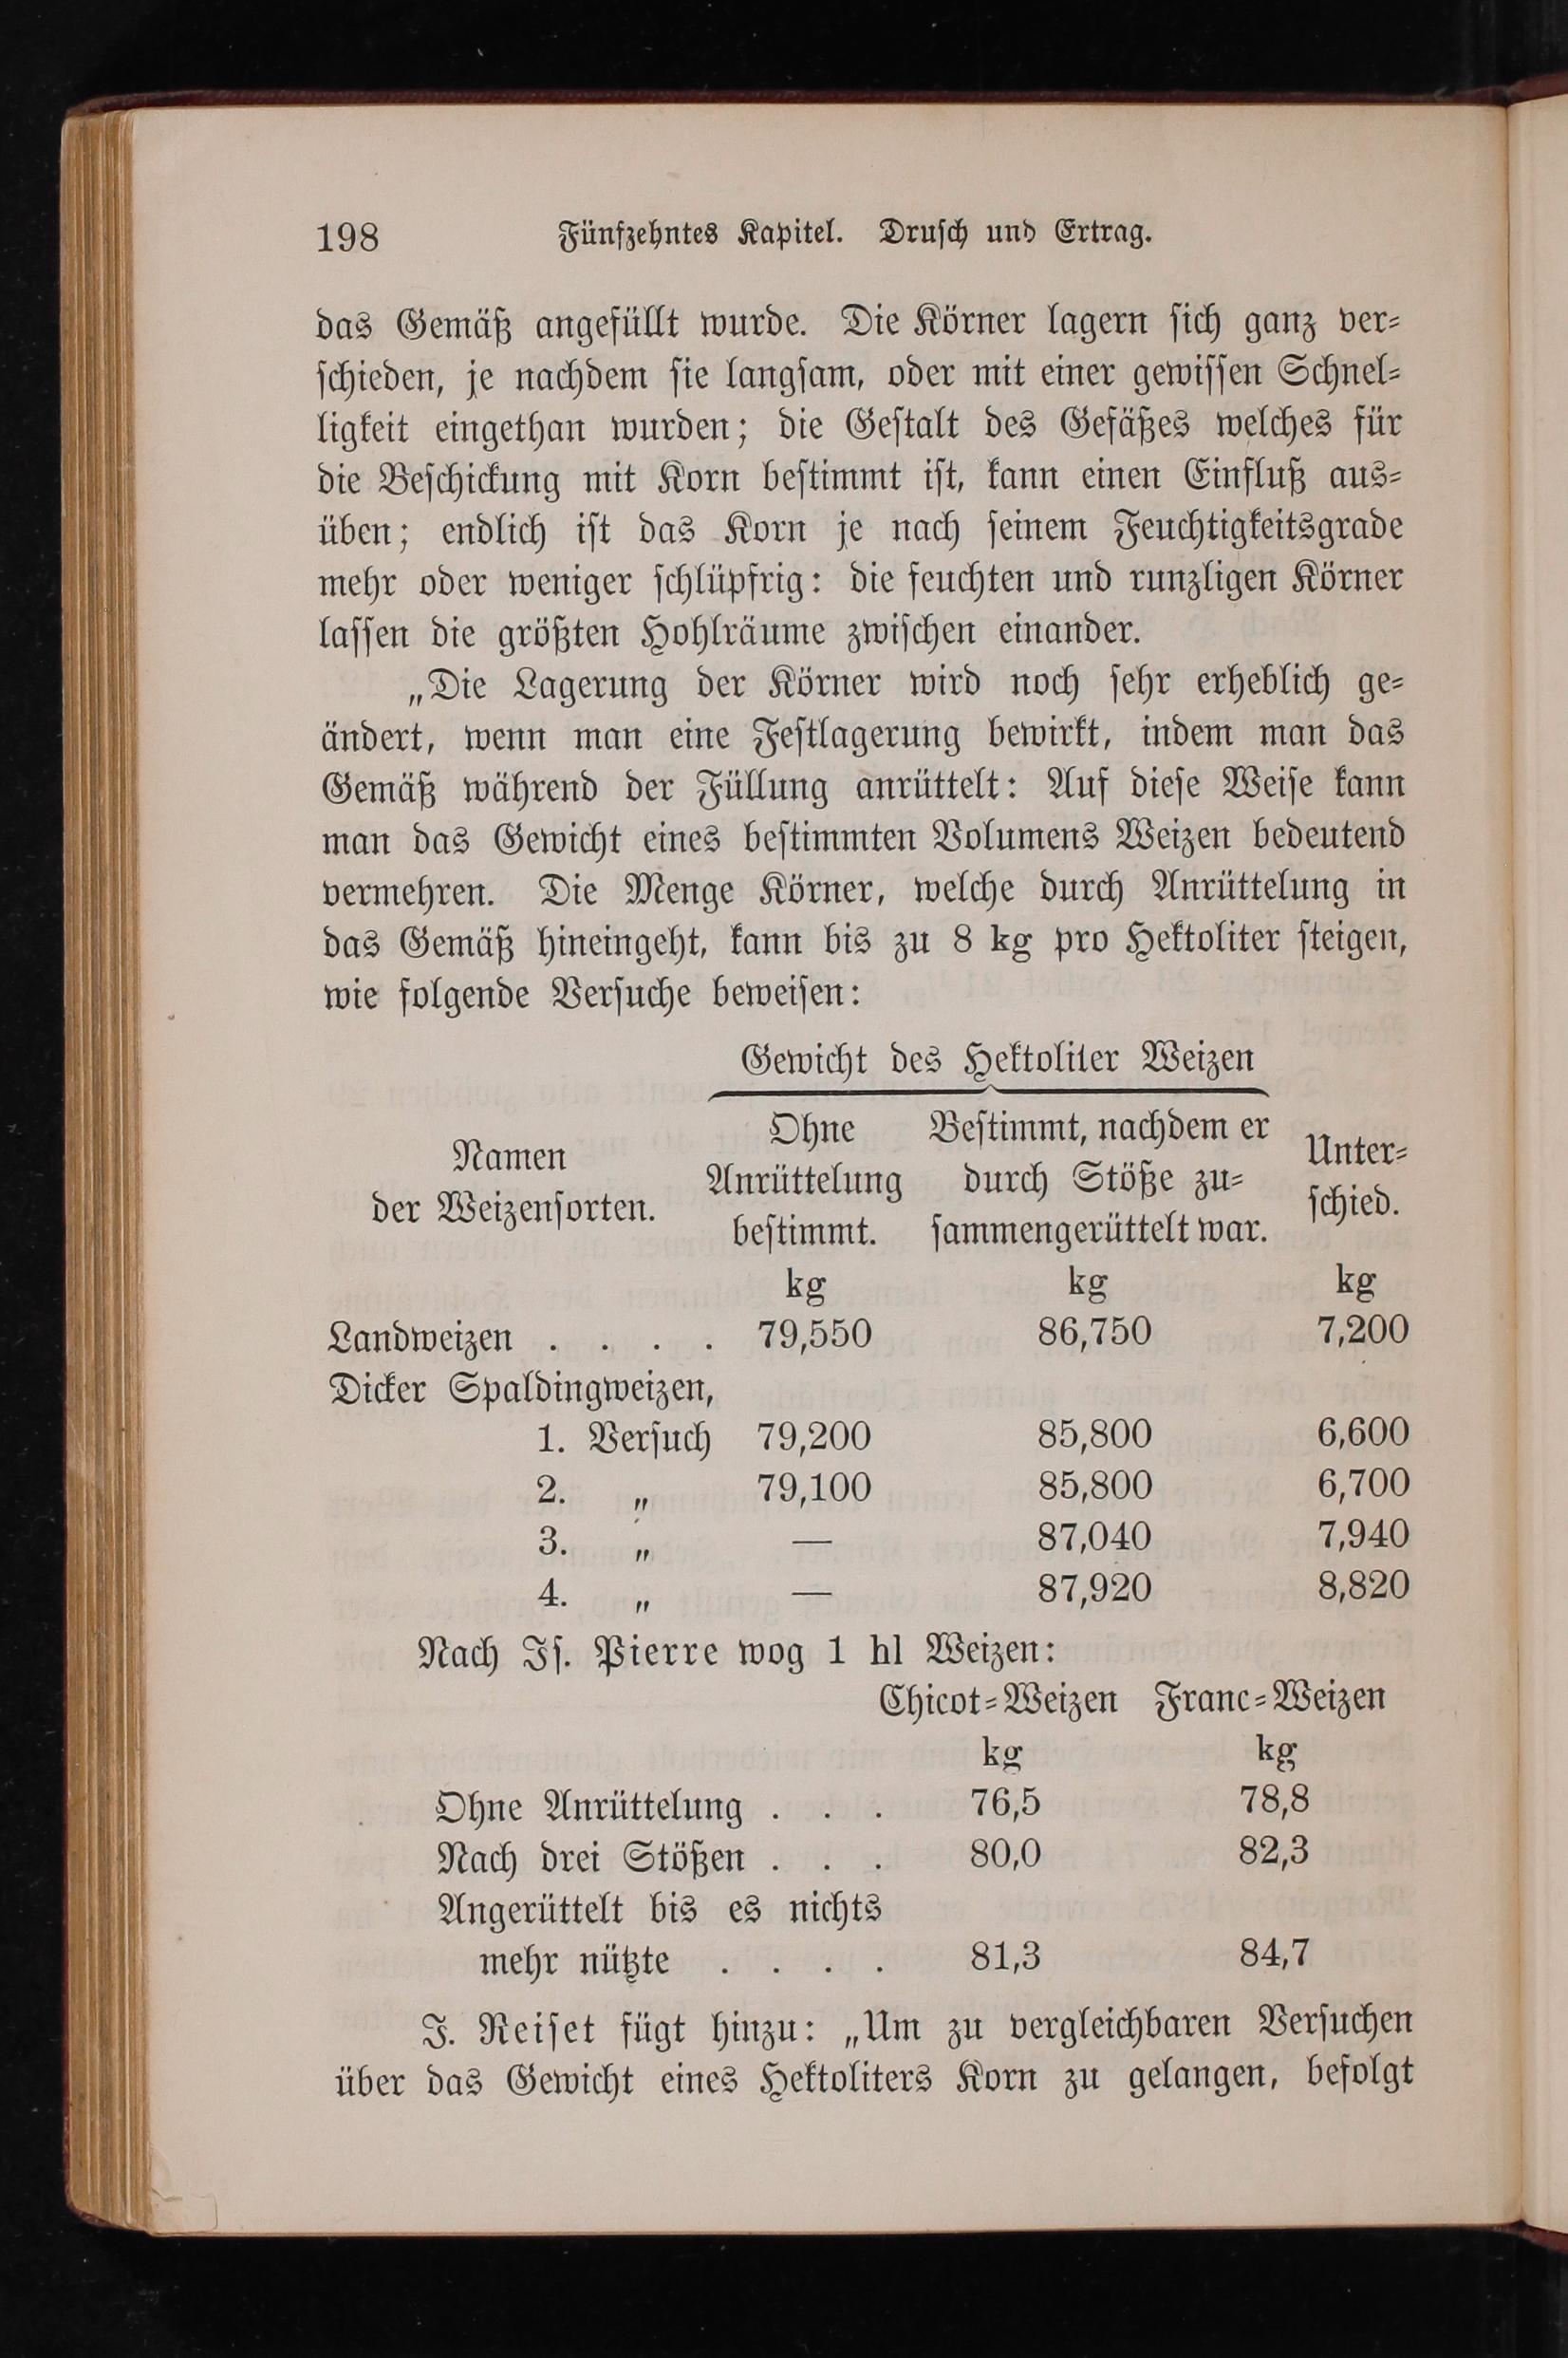 198 Fünfzehntes Kapitel. Drusch und Ertrag.
das Gemäß angefüllt wurde. Die Körner lagern sich ganz ver-
schieden, je nachdem sie langsam, oder mit einer gewissen Schnel-
ligkeit eingethan wurden; die Gestalt des Gefäßes welches für
die Beschickung mit Korn bestimmt ist, kann einen Einfluß aus-
üben; endlich ist das Korn je nach seinem Feuchtigkeitsgrade
mehr oder weniger schlüpfrig: die feuchten und runzligen Körner
lassen die größten Hohlräume zwischen einander.
„Die Lagerung der Körner wird noch sehr erheblich ge-
ändert, wenn man eine Festlagerung bewirkt, indem man das
Gemäß während der Füllung anrüttelt: Auf diese Weise kann
man das Gewicht eines bestimmten Volumens Weizen bedeutend
vermehren. Die Menge Körner, welche durch Anrüttelung in
das Gemäß hineingeht, kann bis zu 8 kg pro Hektoliter steigen,
wie folgende Versuche beweisen:
Gewicht des Hektoliter Weizen
Namen
der Weizensorten.
Ohne
Anrüttelung
bestimmt.
Bestimmt, nachdem er
durch Stöße zu-
sammengerüttelt war.
Unter-
schied.
kg kg kg
Landweizen . . . . 79,550 86,750 7,200
Dicker Spaldingweizen,
1. Versuch 79,200 85,800 6,600
2. „ 79,100 85,800 6,700
3. „ — 87,040 7,940
4. „ — 87,920 8,820
Nach Is. Pierre wog 1 hl Weizen:
Chicot-Weizen Franc-Weizen
kg kg
Ohne Anrüttelung . . . 76,5 78,8
Nach drei Stößen . . . 80,0 82,3
Angerüttelt bis es nichts
mehr nützte . . . . 81,3 84,7
J. Reiset fügt hinzu: „Um zu vergleichbaren Versuchen
über das Gewicht eines Hektoliters Korn zu gelangen, befolgt